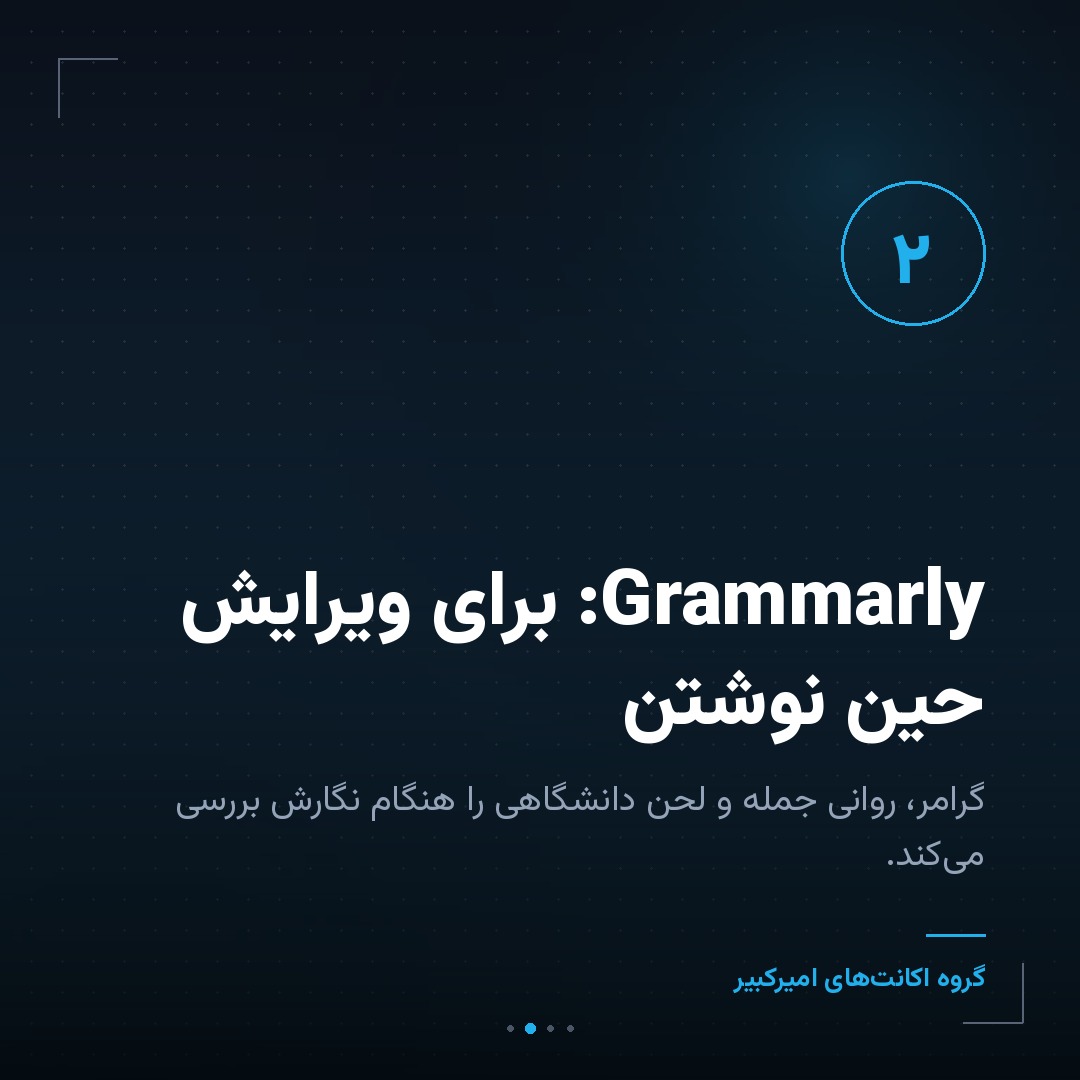 ۲
Grammarly: برای ویرایش
حین نوشتن
گرامر، روانی جمله و لحن دانشگاهی را هنگام نگارش بررسی
می‌کند.
گروه اکانت‌های امیرکبیر